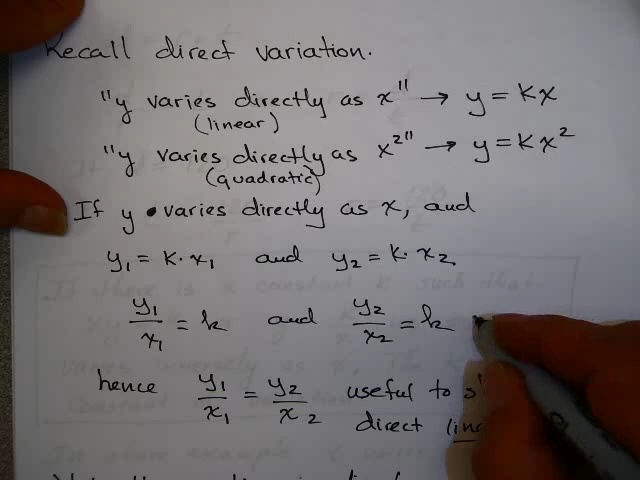 Recall direct variation.
"y varies directly as x" → y = Kx
(linear)
"y varies directly as x²" → y = Kx²
(quadratic)
If y varies directly as x, and
y₁ = K · x₁ and y₂ = K · x₂
y₁/x₁ = k and y₂/x₂ = k
hence y₁/x₁ = y₂/x₂ useful to
direct